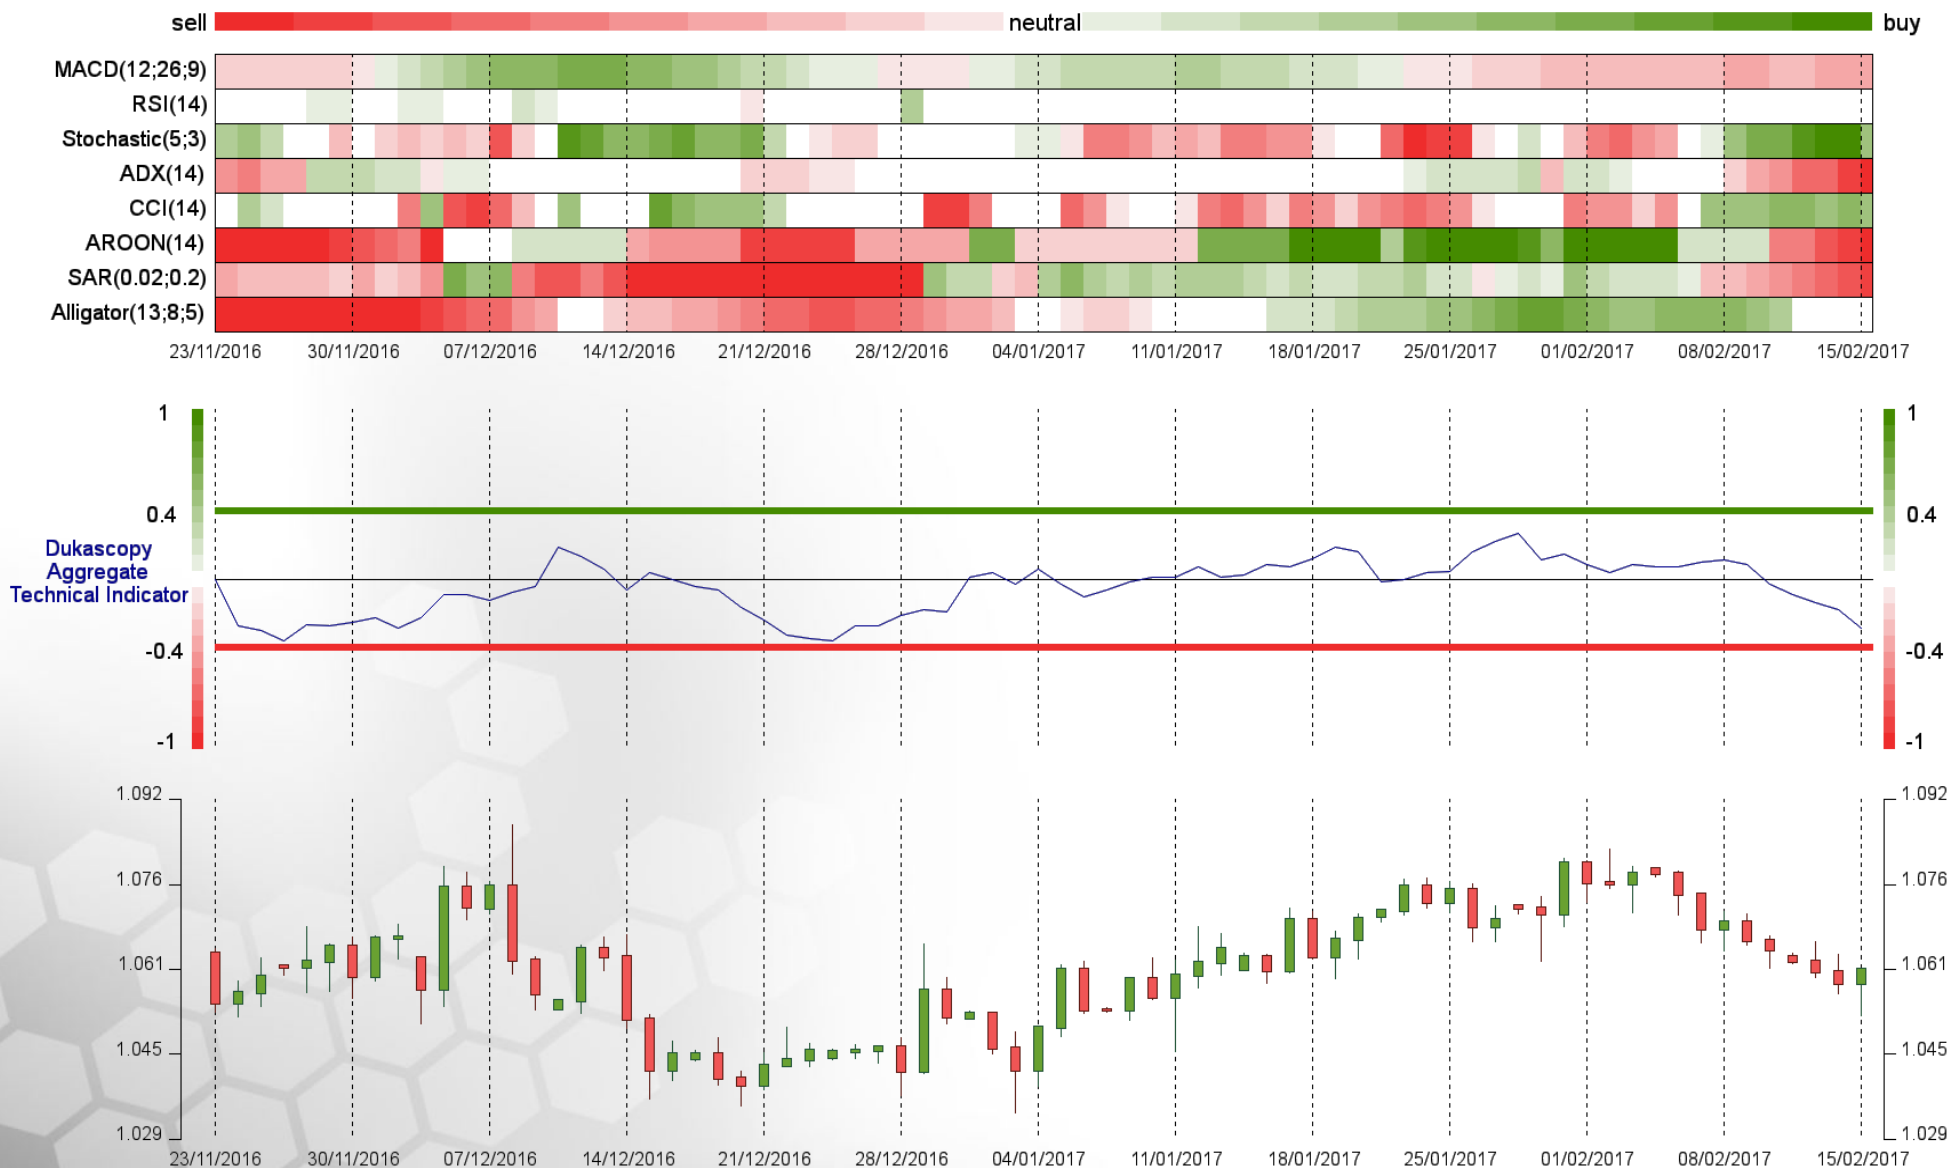 sell neutral buy
MACD(12;26;9)
RSI(14)
Stochastic(5;3)
ADX(14)
CCI(14)
AROON(14)
SAR(0.02;0.2)
Alligator(13;8;5)
23/11/2016 30/11/2016 07/12/2016 14/12/2016 21/12/2016 28/12/2016 04/01/2017 11/01/2017 18/01/2017 25/01/2017 01/02/2017 08/02/2017 15/02/2017
1 1
0.4 0.4
Dukascopy
Aggregate
Technical Indicator
-0.4 -0.4
-1 -1
1.092 1.092
1.076 1.076
1.061 1.061
1.045 1.045
1.029 1.029
23/11/2016 30/11/2016 07/12/2016 14/12/2016 21/12/2016 28/12/2016 04/01/2017 11/01/2017 18/01/2017 25/01/2017 01/02/2017 08/02/2017 15/02/2017